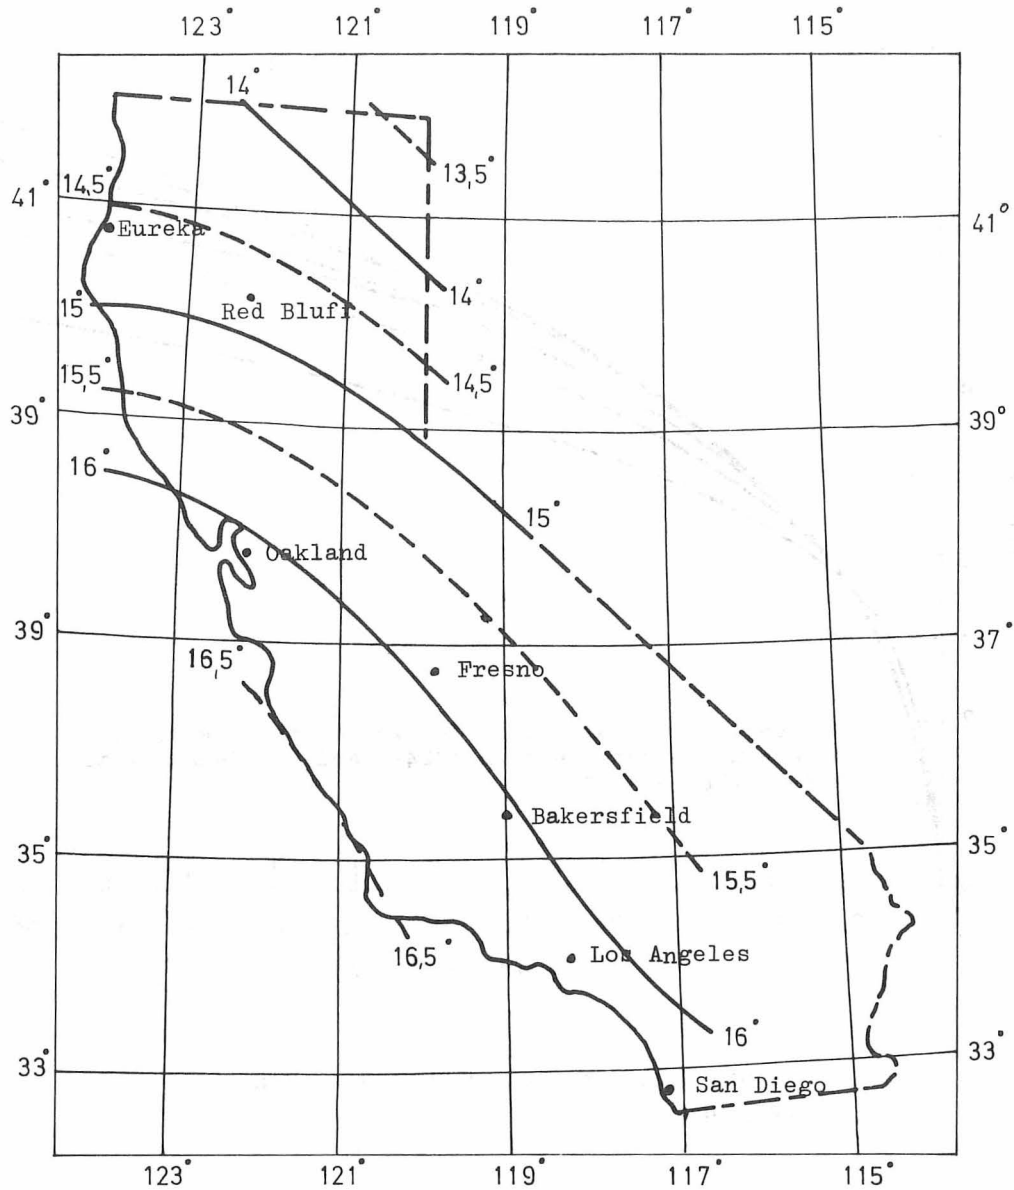 123° 121° 119° 117° 115°
14°
13,5°
14,5°
41° 41°
Eureka
14°
15° Red Bluff
14,5°
15,5°
39° 39°
16°
15°
Oakland
39° 37°
16,5° Fresno
Bakersfield
35° 35°
15,5°
16,5° Los Angeles
16°
33° 33°
San Diego
123° 121° 119° 117° 115°